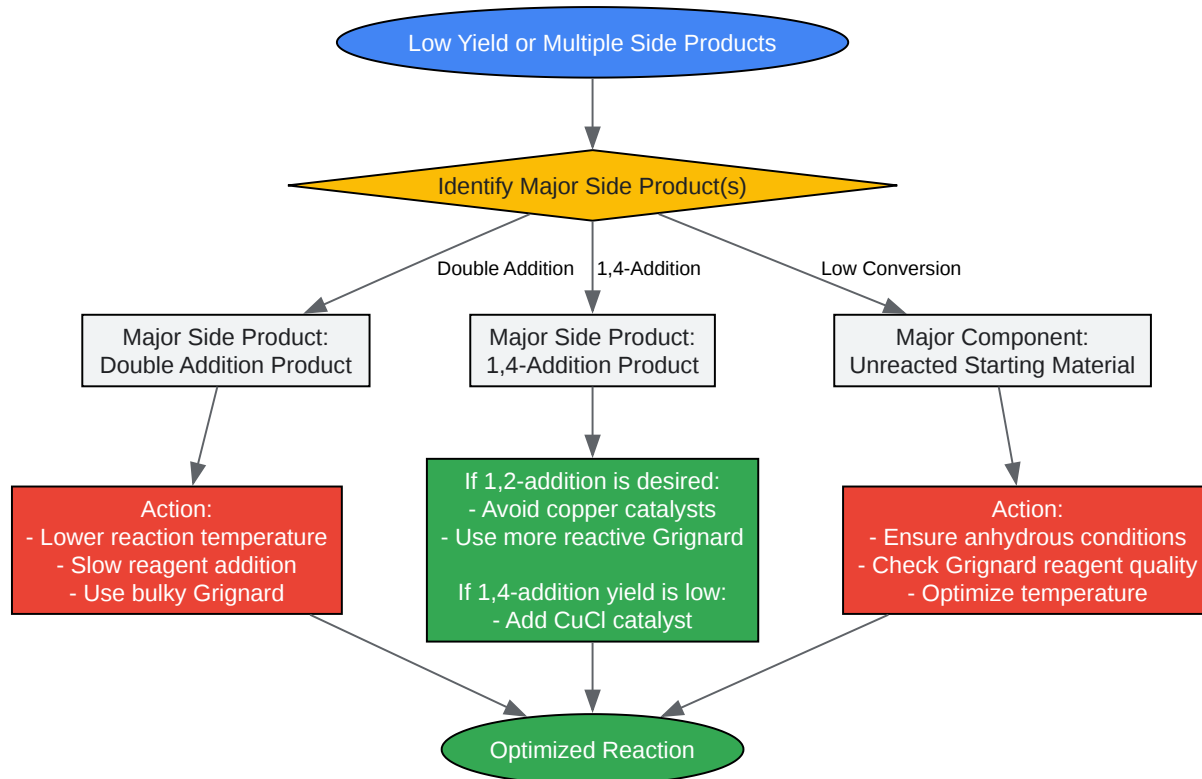 Low Yield or Multiple Side Products
Identify Major Side Product(s)
Double Addition
1,4-Addition
Low Conversion
Major Side Product:
Double Addition Product
Major Side Product:
1,4-Addition Product
Major Component:
Unreacted Starting Material
Action:
- Lower reaction temperature
- Slow reagent addition
- Use bulky Grignard
If 1,2-addition is desired:
- Avoid copper catalysts
- Use more reactive Grignard
If 1,4-addition yield is low:
- Add CuCl catalyst
Action:
- Ensure anhydrous conditions
- Check Grignard reagent quality
- Optimize temperature
Optimized Reaction